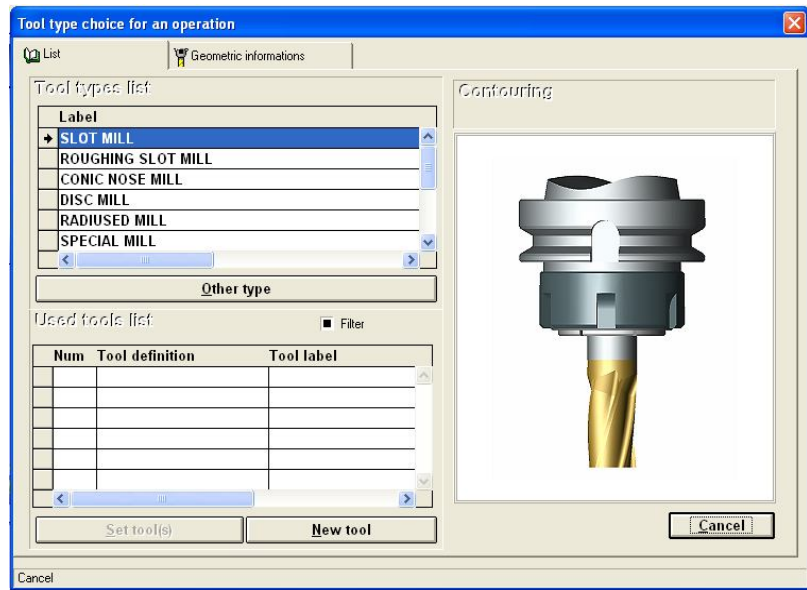 Tool type choice for an operation
List
Geometric informations
Tool types list
Contouring
Label
SLOT MILL
ROUGHING SLOT MILL
CONIC NOSE MILL
DISC MILL
RADIUSED MILL
SPECIAL MILL
Other type
Used tools list
Filter
Num Tool definition Tool label
Set tool(s)
New tool
Cancel
Cancel